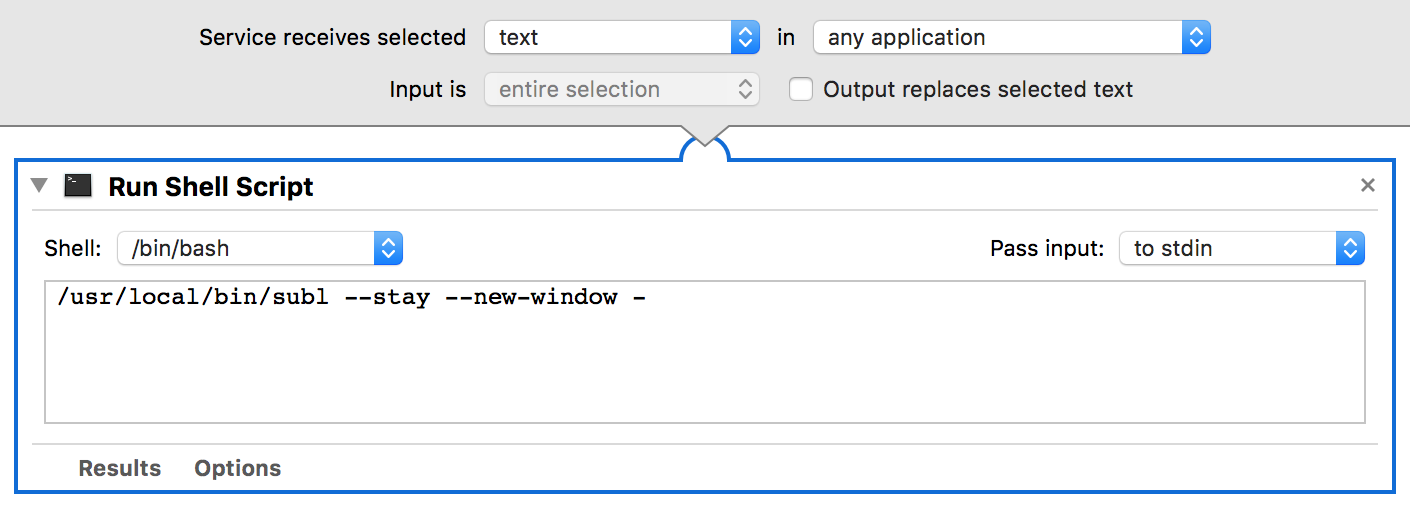 Service receives selected text in any application
Input is entire selection Output replaces selected text
>_ Run Shell Script ×
Shell: /bin/bash Pass input: to stdin
/usr/local/bin/subl --stay --new-window -
Results Options